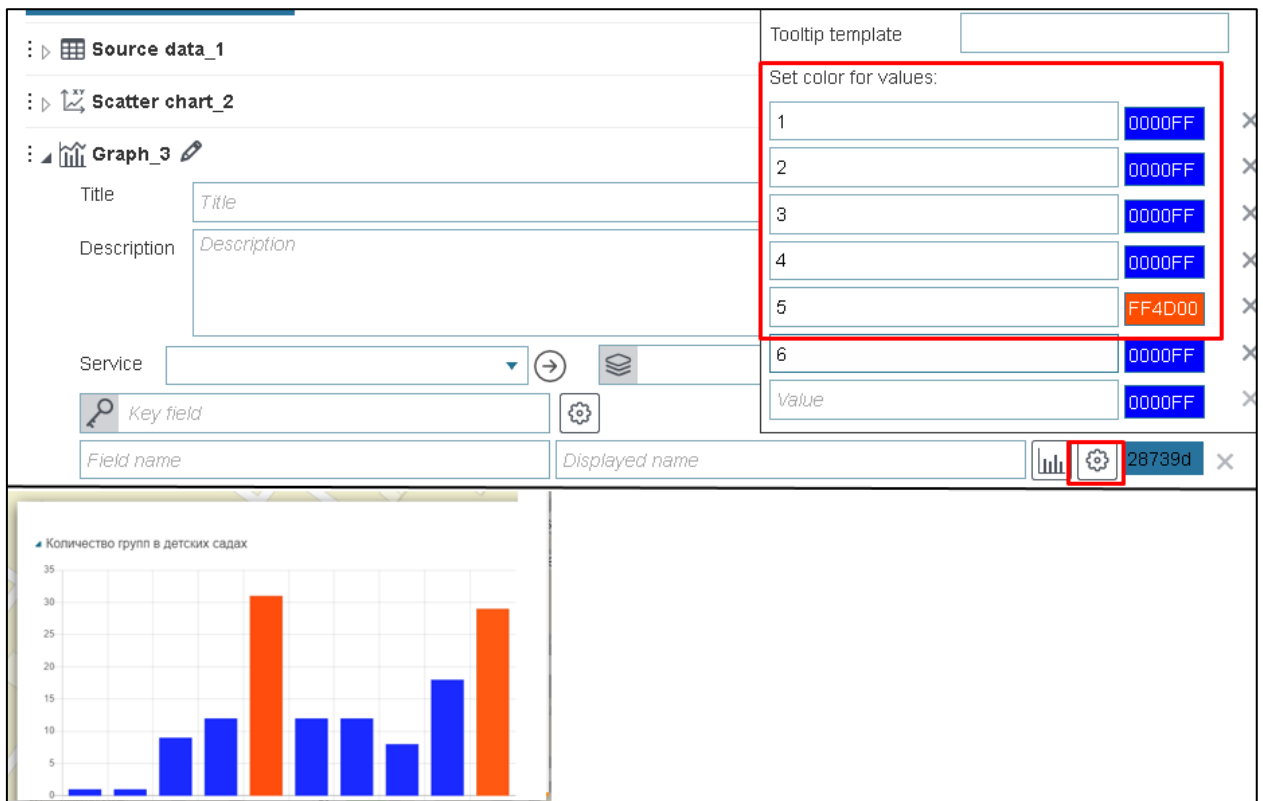 Source data_1
Scatter chart_2
Graph_3
Title
Title
Description
Description
Service
Key field
Field name
Displayed name
28739d
Tooltip template
Set color for values:
1
0000FF
2
0000FF
3
0000FF
4
0000FF
5
FF4D00
6
0000FF
Value
0000FF
Количество групп в детских садах
35
30
25
20
15
10
5
0